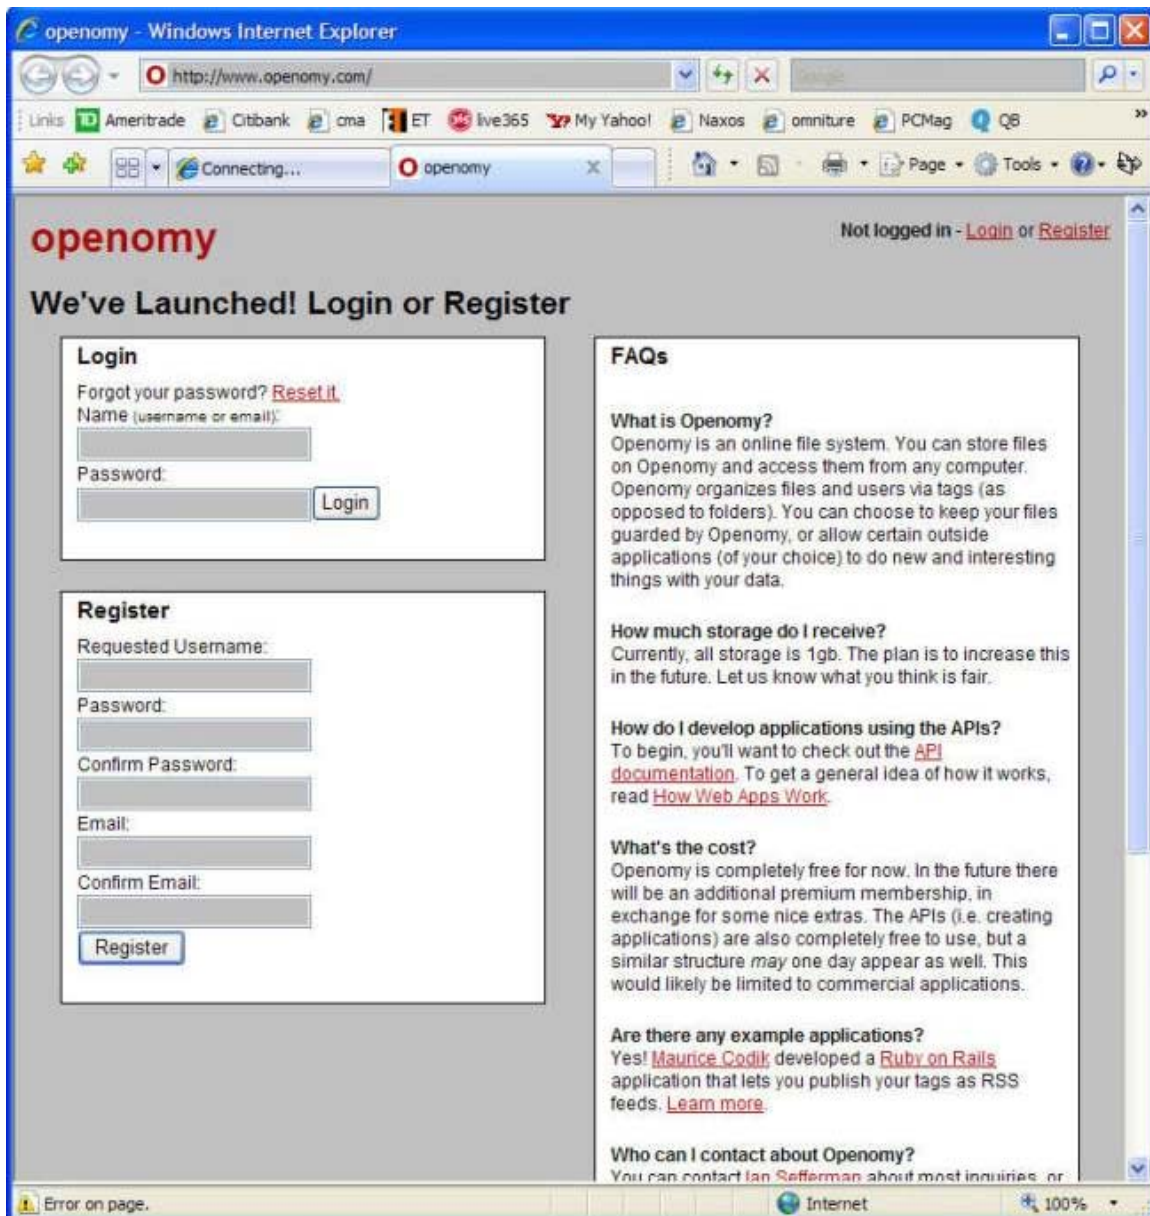 openomy - Windows Internet Explorer
http://www.openomy.com/
Google
Links Ameritrade Citibank cma ET live365 My Yahoo! Naxos omniture PCMag QB »
Connecting... openomy Page Tools
openomy
Not logged in - Login or Register
We've Launched! Login or Register
Login
Forgot your password? Reset it.
Name (username or email):
Password:
Login
Register
Requested Username:
Password:
Confirm Password:
Email:
Confirm Email:
Register
FAQs
What is Openomy?
Openomy is an online file system. You can store files
on Openomy and access them from any computer.
Openomy organizes files and users via tags (as
opposed to folders). You can choose to keep your files
guarded by Openomy, or allow certain outside
applications (of your choice) to do new and interesting
things with your data.
How much storage do I receive?
Currently, all storage is 1gb. The plan is to increase this
in the future. Let us know what you think is fair.
How do I develop applications using the APIs?
To begin, you'll want to check out the API
documentation. To get a general idea of how it works,
read How Web Apps Work.
What's the cost?
Openomy is completely free for now. In the future there
will be an additional premium membership, in
exchange for some nice extras. The APIs (i.e. creating
applications) are also completely free to use, but a
similar structure may one day appear as well. This
would likely be limited to commercial applications.
Are there any example applications?
Yes! Maurice Codik developed a Ruby on Rails
application that lets you publish your tags as RSS
feeds. Learn more.
Who can I contact about Openomy?
You can contact Ian Sefferman about most inquiries, or
Error on page. Internet 100%